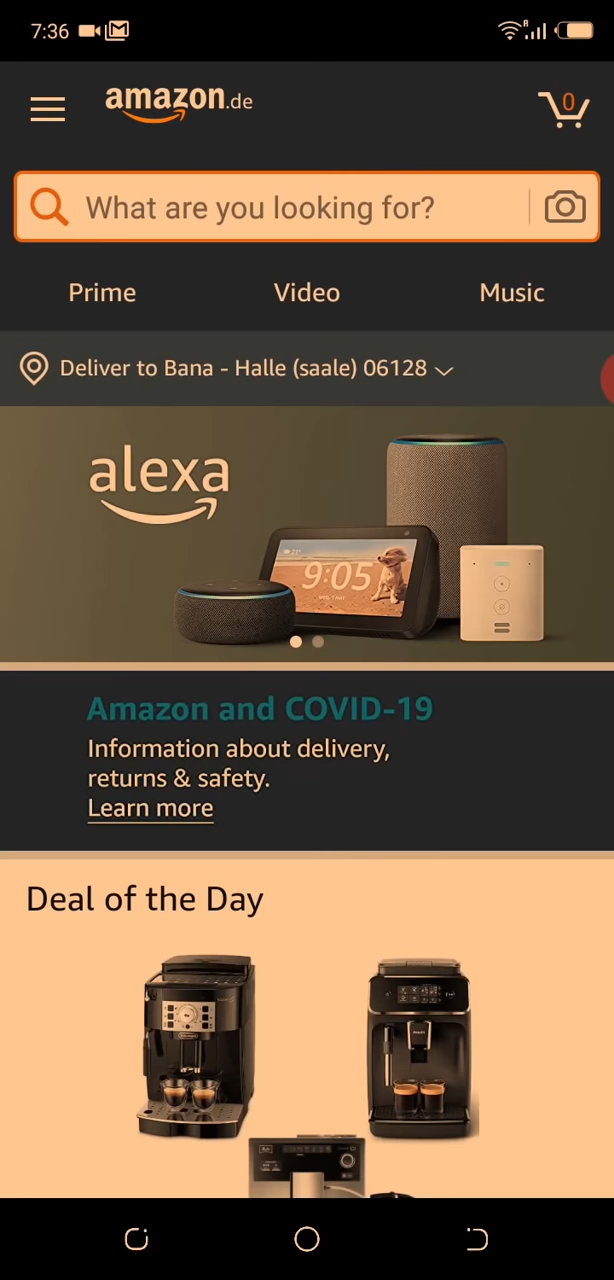 7:36
amazon.de
0
What are you looking for?
Prime Video Music
Deliver to Bana - Halle (saale) 06128
alexa
9:05
Amazon and COVID-19
Information about delivery,
returns & safety.
Learn more
Deal of the Day